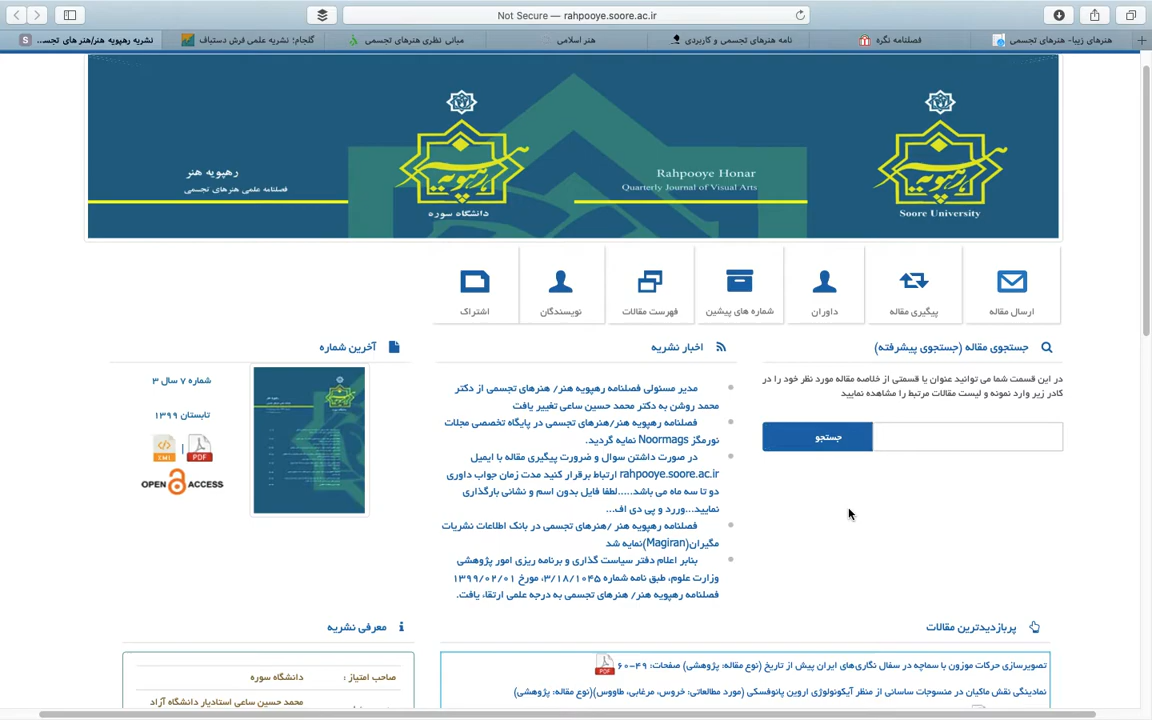 Not Secure — rahpooye.soore.ac.ir
نشریه رهپویه هنر/هنر های تجسـ...
گلجام؛ نشریه علمی فرش دستباف
مبانی نظری هنرهای تجسمی
هنر اسلامی
نامه هنرهای تجسمی و کاربردی
فصلنامه نگره
هنرهای زیبا- هنرهای تجسمی
رهپویه هنر
فصلنامه علمی هنرهای تجسمی
رهپویه
دانشگاه سوره
Rahpooye Honar
Quarterly Journal of Visual Arts
رهپویه
Soore University
ارسال مقاله
پیگیری مقاله
داوران
شماره های پیشین
فهرست مقالات
نویسندگان
اشتراک
جستجوی مقاله (جستجوی پیشرفته)
در این قسمت شما می توانید عنوان یا قسمتی از خلاصه مقاله مورد نظر خود را در
کادر زیر وارد نمونه و لیست مقالات مرتبط را مشاهده نمایید
جستجو
اخبار نشریه
مدیر مسئولی فصلنامه رهپویه هنر/ هنرهای تجسمی از دکتر
محمد روشن به دکتر محمد حسین ساعی تغییر یافت
فصلنامه رهپویه هنر/هنرهای تجسمی در پایگاه تخصصی مجلات
نورمگز Noormags نمایه گردید.
در صورت داشتن سوال و ضرورت پیگیری مقاله با ایمیل
rahpooye.soore.ac.ir ارتباط برقرار کنید مدت زمان جواب داوری
دو تا سه ماه می باشد.....لطفا فایل بدون اسم و نشانی بارگذاری
نمایید...وررد و پی دی اف...
فصلنامه رهپویه هنر /هنرهای تجسمی در بانک اطلاعات نشریات
مگیران(Magiran)نمایه شد
بنابر اعلام دفتر سیاست گذاری و برنامه ریزی امور پژوهشی
وزارت علوم، طبق نامه شماره ۳/۱۸/۱۰۴۵، مورخ ۱۳۹۹/۰۲/۰۱
فصلنامه رهپویه هنر/ هنرهای تجسمی به درجه علمی ارتقاء یافت.
آخرین شماره
شماره ۷ سال ۳
تابستان ۱۳۹۹
XML | PDF
OPEN ACCESS
پربازدیدترین مقالات
تصویرسازی حرکات موزون با سماچه در سفال نگاری‌های ایران پیش از تاریخ (نوع مقاله: پژوهشی) صفحات: ۴۹-۶۰
PDF
نمادینگی نقش ماکیان در منسوجات ساسانی از منظر آیکونولوژی اروین پانوفسکی (مورد مطالعاتی: خروس، مرغابی، طاووس)(نوع مقاله: پژوهشی)
معرفی نشریه
صاحب امتیاز :
دانشگاه سوره
محمد حسین ساعی استادیار دانشگاه آزاد